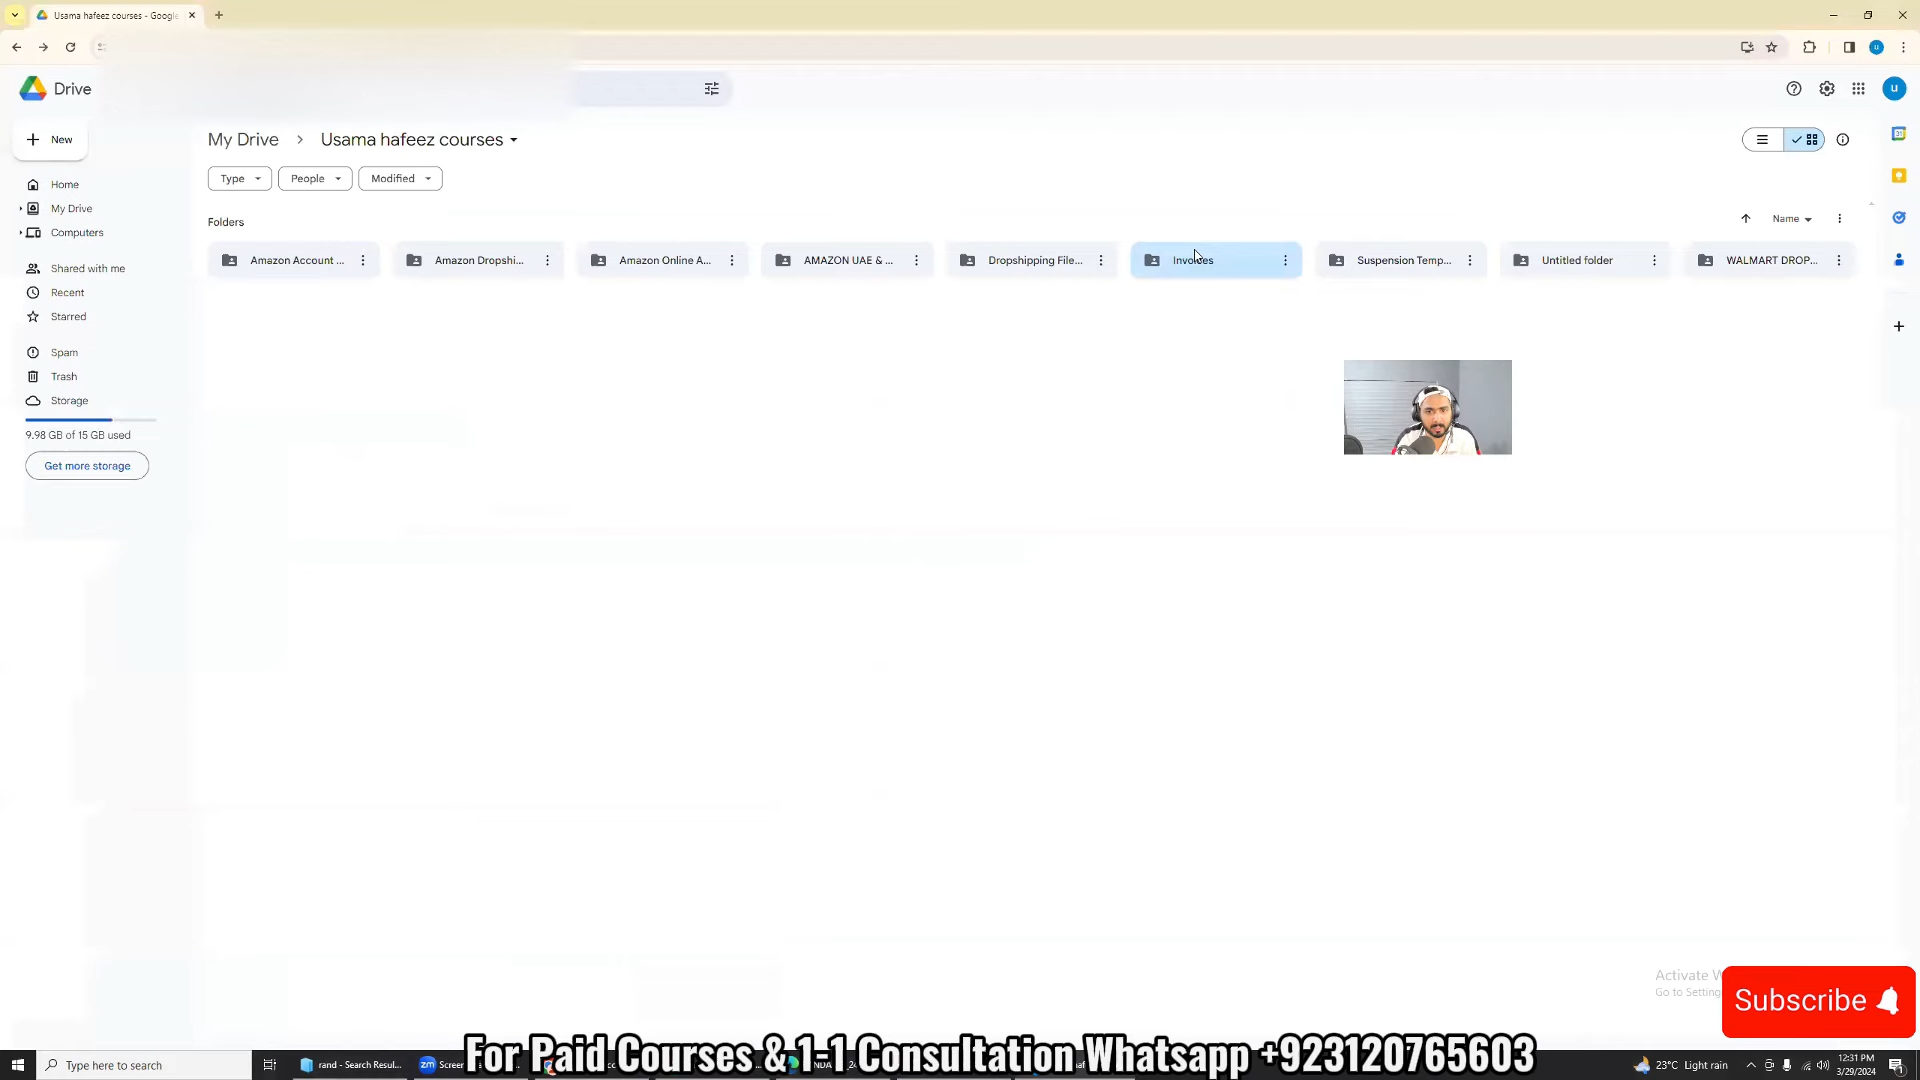 Usama hafeez courses - Google
Drive
New
My Drive > Usama hafeez courses
Type
People
Modified
Home
My Drive
Computers
Shared with me
Recent
Starred
Spam
Trash
Storage
9.98 GB of 15 GB used
Get more storage
Folders
Name
Amazon Account ...
Amazon Dropshi...
Amazon Online A...
AMAZON UAE & ...
Dropshipping File...
Invoices
Suspension Temp...
Untitled folder
WALMART DROP...
u
u
31
Activate W
Go to Setting
Subscribe
For Paid Courses & 1-1 Consultation Whatsapp +923120765603
Type here to search
rand - Search Resul...
zm
Screen
23°C Light rain
12:31 PM
3/29/2024